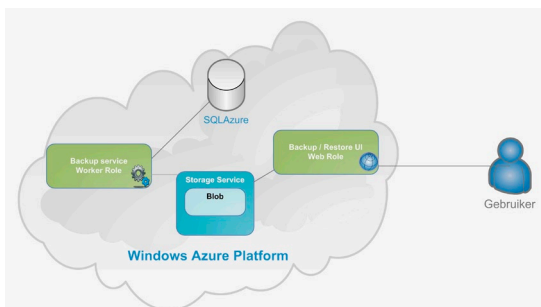 SQLAzure
Backup service
Worker Role
Backup / Restore UI
Web Role
Storage Service
Blob
Gebruiker
Windows Azure Platform